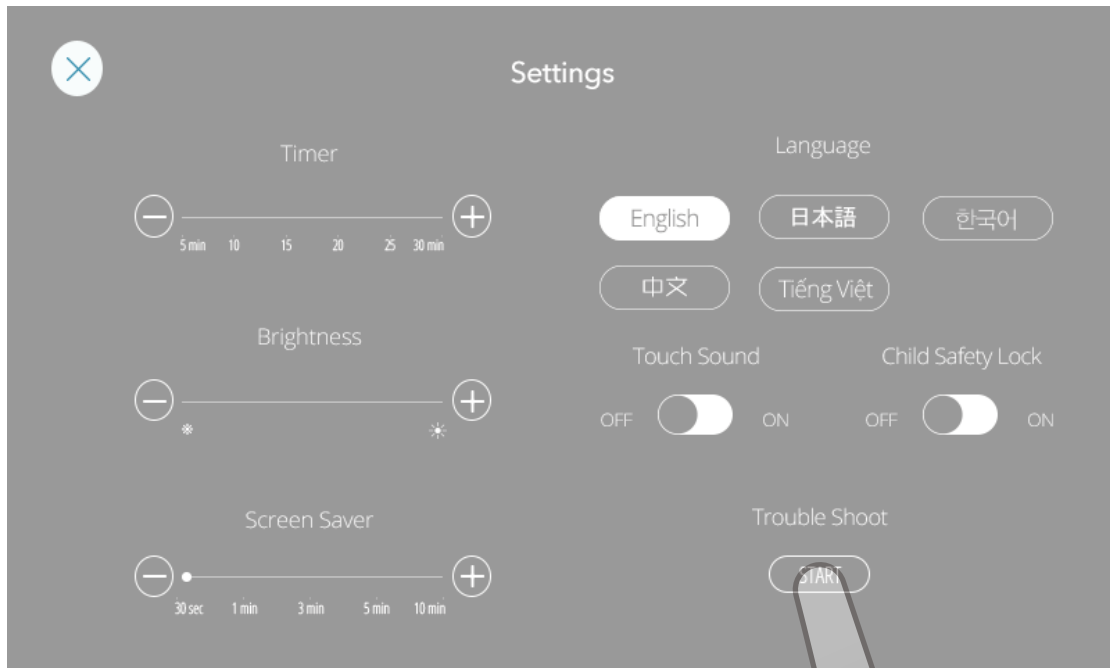 Settings
Timer
5 min 10 15 20 25 30 min
Brightness
Screen Saver
30 sec 1 min 3 min 5 min 10 min
Language
English 日本語 한국어
中文 Tiếng Việt
Touch Sound
OFF ON
Child Safety Lock
OFF ON
Trouble Shoot
START